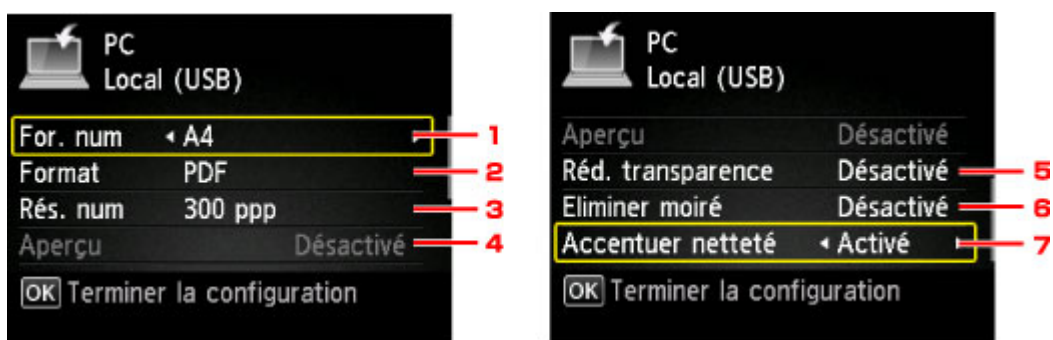 PC
Local (USB)
For. num A4 1
Format PDF 2
Rés. num 300 ppp 3
Aperçu Désactivé 4
OK Terminer la configuration
PC
Local (USB)
Aperçu Désactivé
Réd. transparence Désactivé 5
Eliminer moiré Désactivé 6
Accentuer netteté Activé 7
OK Terminer la configuration